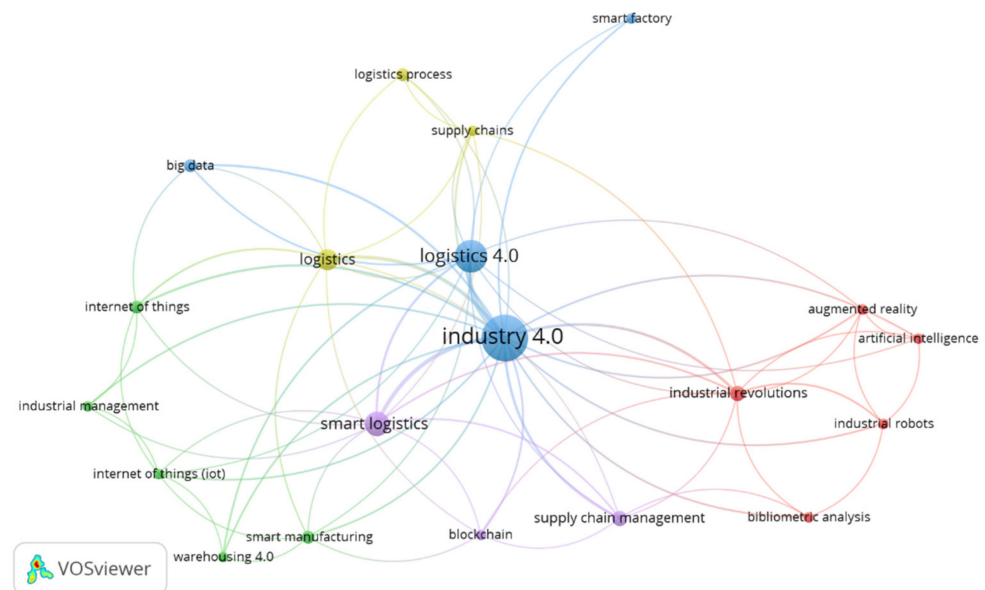 smart factory
logistics process
supply chains
big data
logistics
logistics 4.0
internet of things
augmented reality
industry 4.0
artificial intelligence
industrial revolutions
industrial management
smart logistics
industrial robots
internet of things (iot)
supply chain management
bibliometric analysis
smart manufacturing
blockchain
warehousing 4.0
VOSviewer